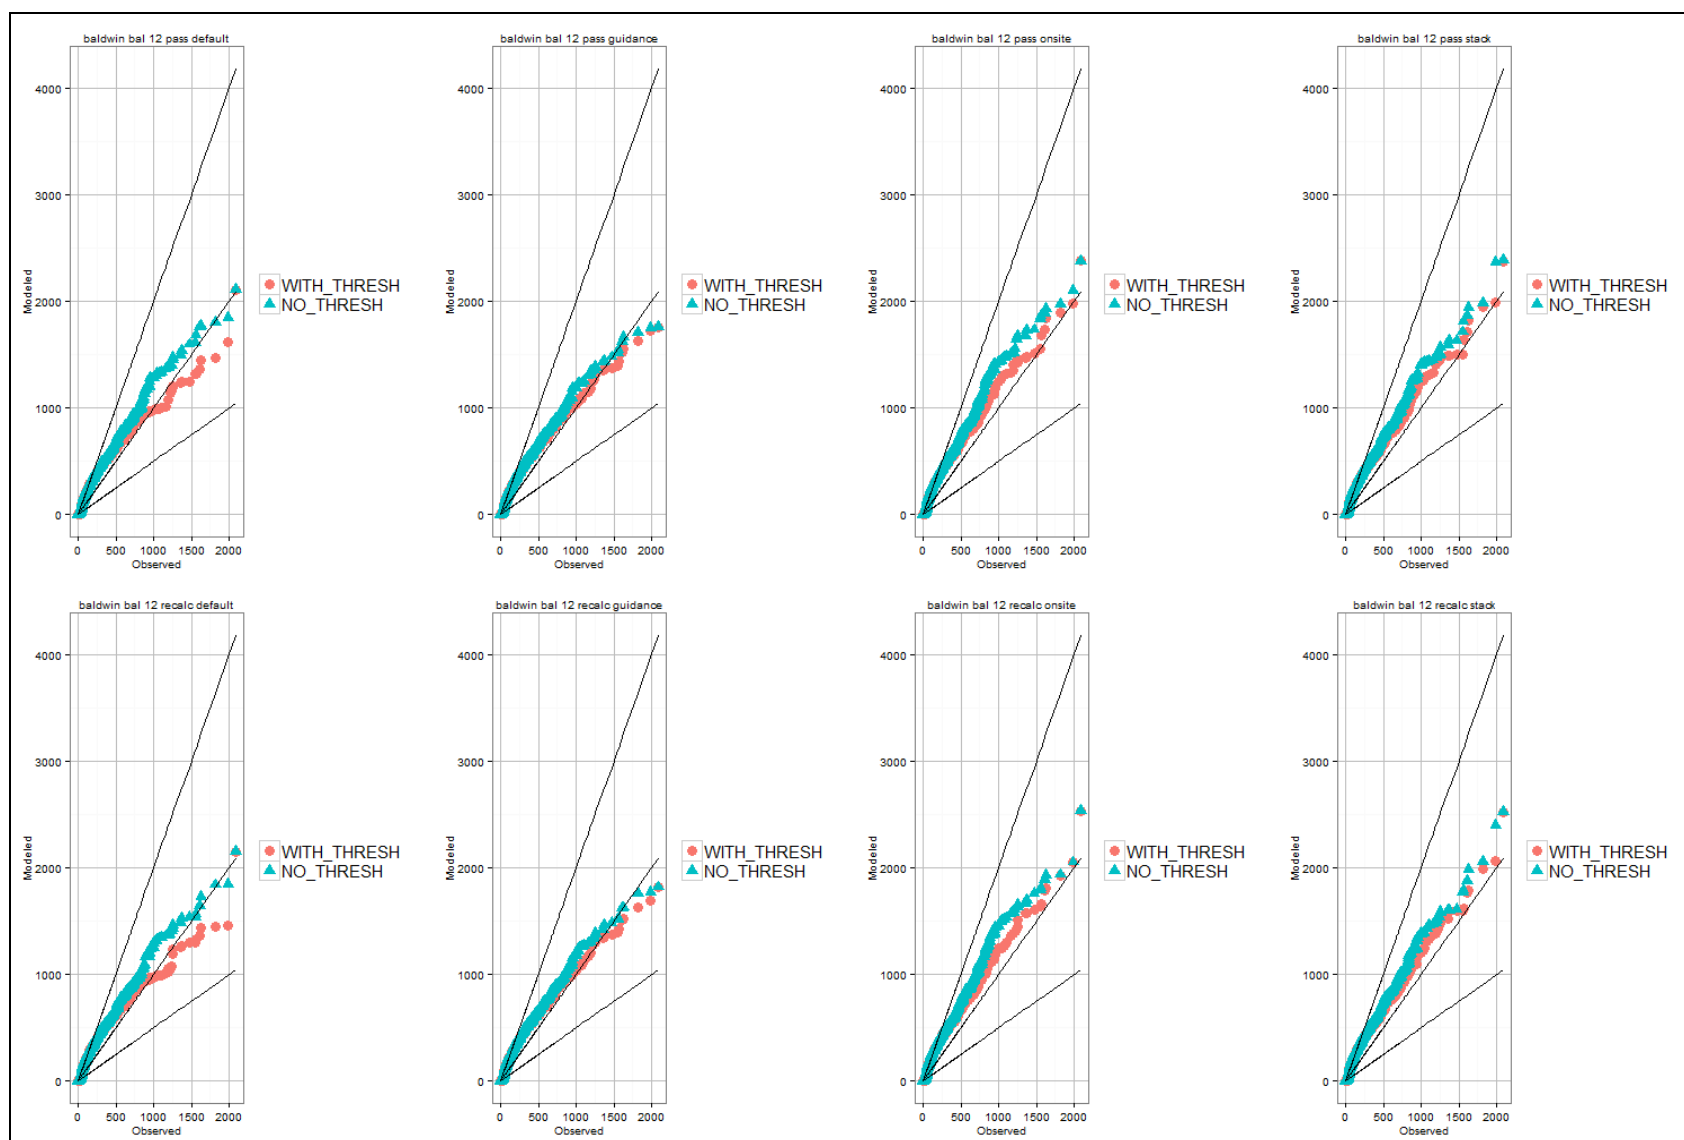 baldwin bal 12 pass default
4000
3000
2000
1000
0
Modeled
0 500 1000 1500 2000
Observed
WITH_THRESH
NO_THRESH
baldwin bal 12 pass guidance
4000
3000
2000
1000
0
Modeled
0 500 1000 1500 2000
Observed
WITH_THRESH
NO_THRESH
baldwin bal 12 pass onsite
4000
3000
2000
1000
0
Modeled
0 500 1000 1500 2000
Observed
WITH_THRESH
NO_THRESH
baldwin bal 12 pass stack
4000
3000
2000
1000
0
Modeled
0 500 1000 1500 2000
Observed
WITH_THRESH
NO_THRESH
baldwin bal 12 recalc default
4000
3000
2000
1000
0
Modeled
0 500 1000 1500 2000
Observed
WITH_THRESH
NO_THRESH
baldwin bal 12 recalc guidance
4000
3000
2000
1000
0
Modeled
0 500 1000 1500 2000
Observed
WITH_THRESH
NO_THRESH
baldwin bal 12 recalc onsite
4000
3000
2000
1000
0
Modeled
0 500 1000 1500 2000
Observed
WITH_THRESH
NO_THRESH
baldwin bal 12 recalc stack
4000
3000
2000
1000
0
Modeled
0 500 1000 1500 2000
Observed
WITH_THRESH
NO_THRESH